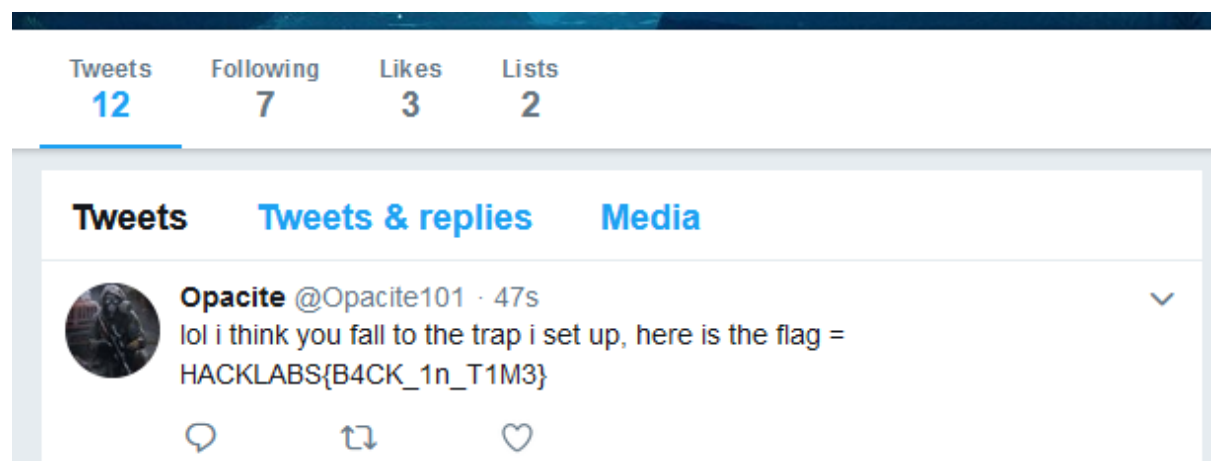 Tweets Following Likes Lists
12 7 3 2
Tweets Tweets & replies Media
Opacite @Opacite101 · 47s
lol i think you fall to the trap i set up, here is the flag =
HACKLABS{B4CK_1n_T1M3}